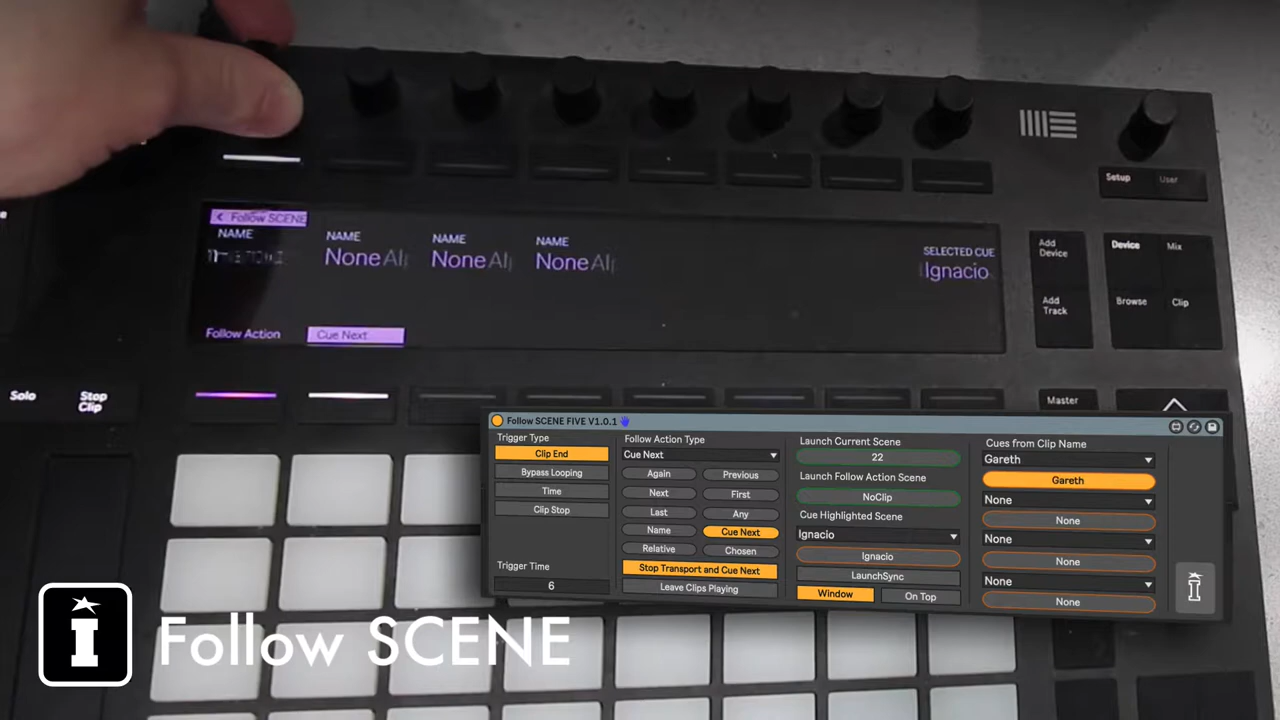 Setup
User
< Follow SCENE
NAME
NAME
NAME
NAME
None
None
None
SELECTED CUE
Ignacio
Follow Action
Cue Next
Add Device
Add Track
Device
Mix
Browse
Clip
Solo
Stop Clip
Master
Follow SCENE FIVE V1.0.1
Trigger Type
Clip End
Bypass Looping
Time
Clip Stop
Trigger Time
6
Follow Action Type
Cue Next
Again
Previous
Next
First
Last
Any
Name
Cue Next
Relative
Chosen
Stop Transport and Cue Next
Leave Clips Playing
Launch Current Scene
22
Launch Follow Action Scene
NoClip
Cue Highlighted Scene
Ignacio
Ignacio
LaunchSync
Window
On Top
Cues from Clip Name
Gareth
Gareth
None
None
None
None
None
None
Follow SCENE